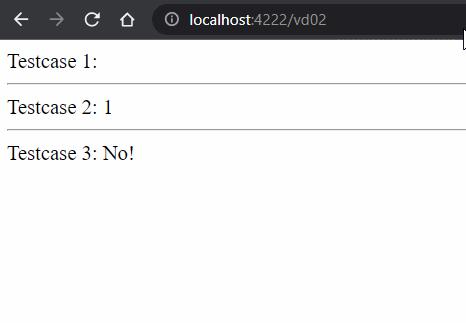 localhost:4222/vd02
Testcase 1:
Testcase 2: 1
Testcase 3: No!